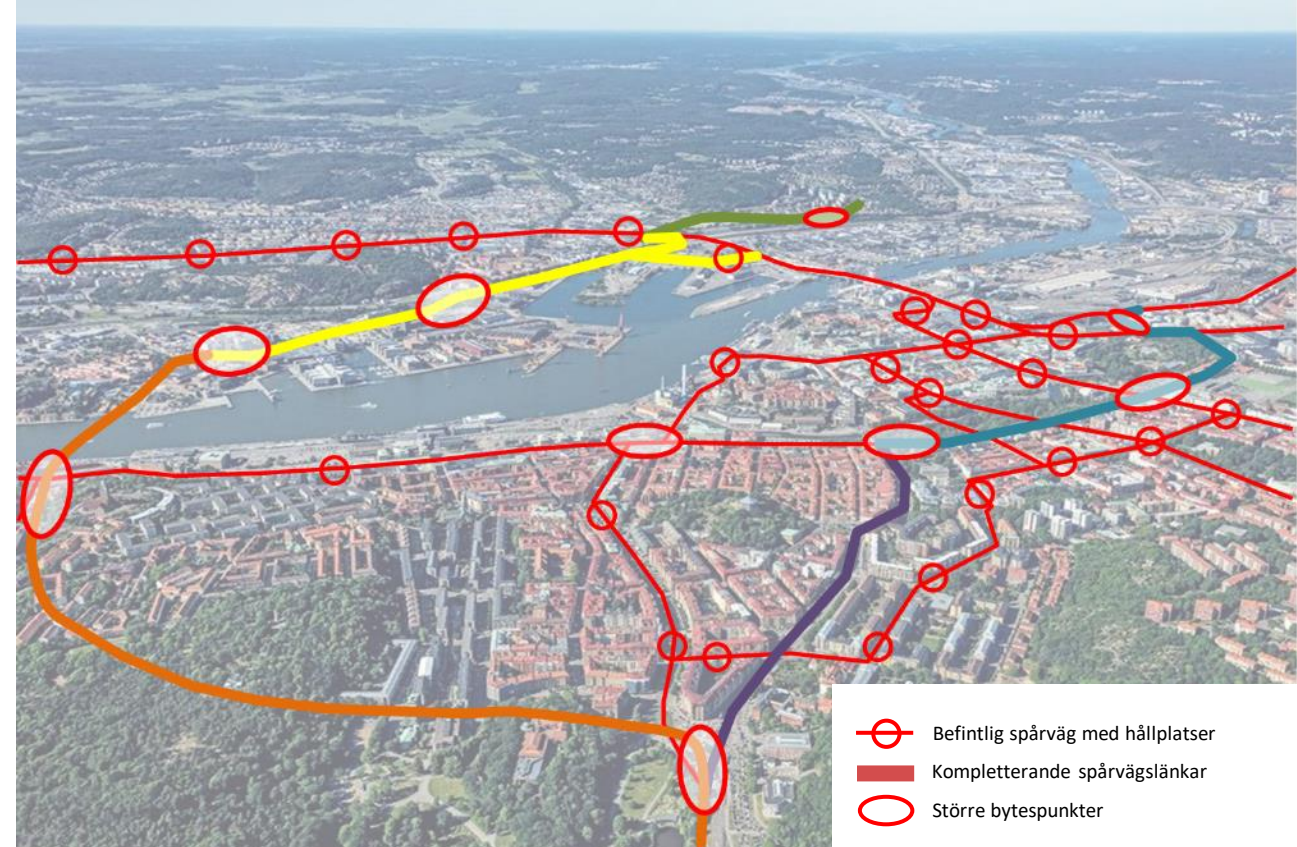 Befintlig spårväg med hållplatser
Kompletterande spårvägslänkar
Större bytespunkter